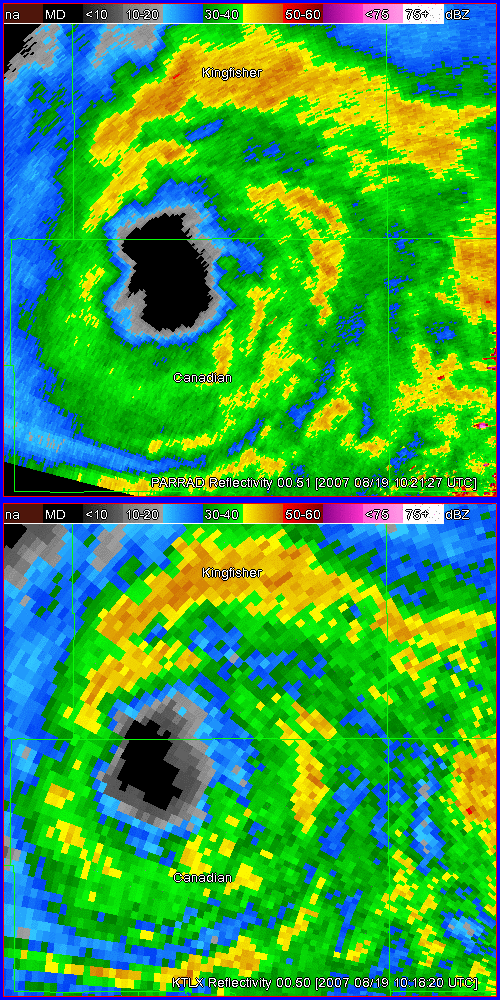 na MD <10 10-20 30-40 50-60 <75 75+ dBZ
Kingfisher
Canadian
PARRAD Reflectivity 00.51 [2007 08/19 10:21:27 UTC]
na MD <10 10-20 30-40 50-60 <75 75+ dBZ
Kingfisher
Canadian
KTLX Reflectivity 00.50 [2007 08/19 10:18:20 UTC]